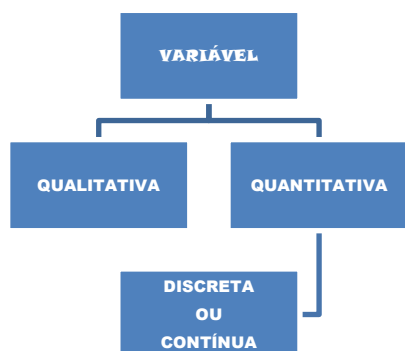 VARIÁVEL
QUALITATIVA
QUANTITATIVA
DISCRETA
OU
CONTÍNUA